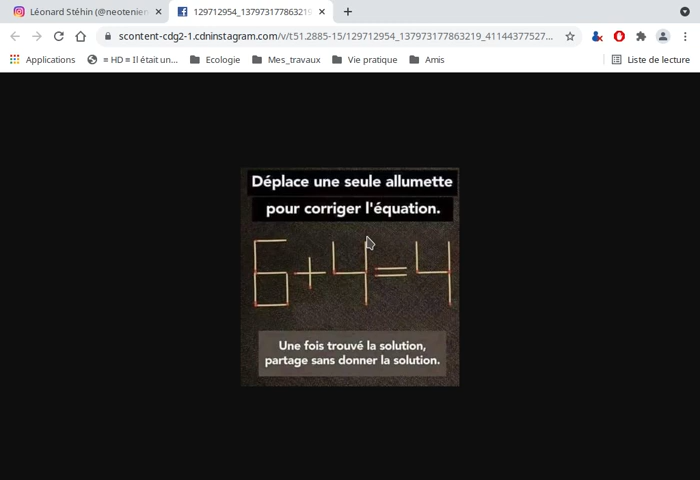 Léonard Stéhin (@neotenien
129712954_137973177863219
scontent-cdg2-1.cdninstagram.com/v/t51.2885-15/129712954_137973177863219_41144377527...
Applications
= HD = Il était un...
Ecologie
Mes_travaux
Vie pratique
Amis
Liste de lecture
Déplace une seule allumette
pour corriger l'équation.
6+4=4
Une fois trouvé la solution,
partage sans donner la solution.